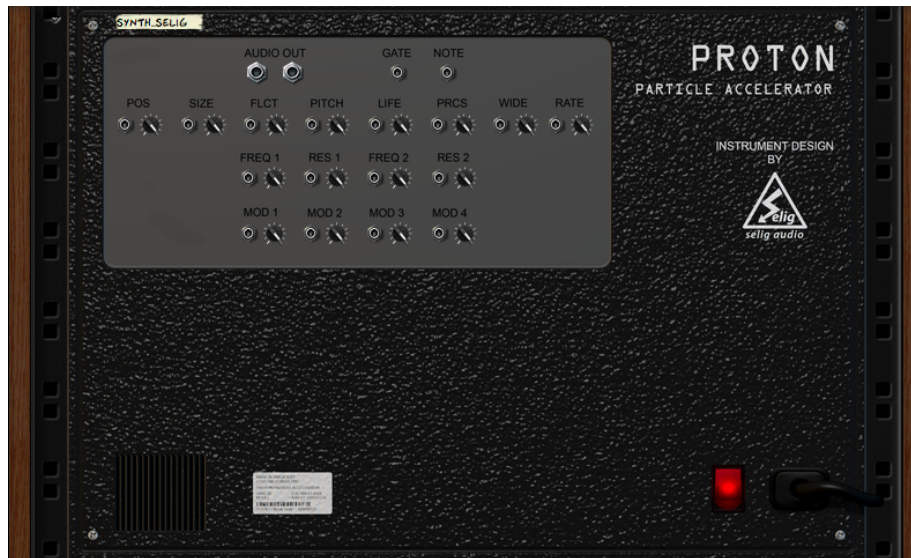 SYNTH_SELIG
AUDIO OUT GATE NOTE
PROTON
PARTICLE ACCELERATOR
POS SIZE FLCT PITCH LIFE PRCS WIDE RATE
INSTRUMENT DESIGN
BY
FREQ 1 RES 1 FREQ 2 RES 2
Selig
selig audio
MOD 1 MOD 2 MOD 3 MOD 4